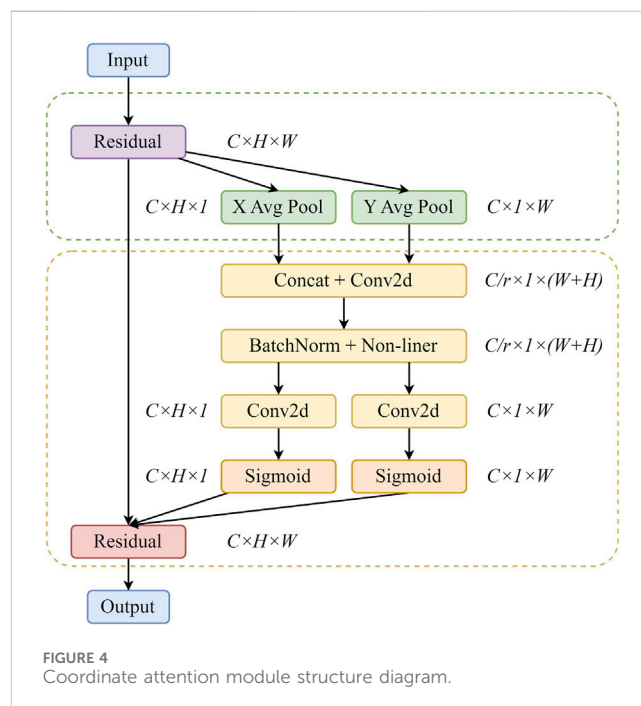 Input
Residual C×H×W
C×H×1 X Avg Pool Y Avg Pool C×1×W
Concat + Conv2d C/r×1×(W+H)
BatchNorm + Non-liner C/r×1×(W+H)
C×H×1 Conv2d Conv2d C×1×W
C×H×1 Sigmoid Sigmoid C×1×W
Residual C×H×W
Output
FIGURE 4
Coordinate attention module structure diagram.